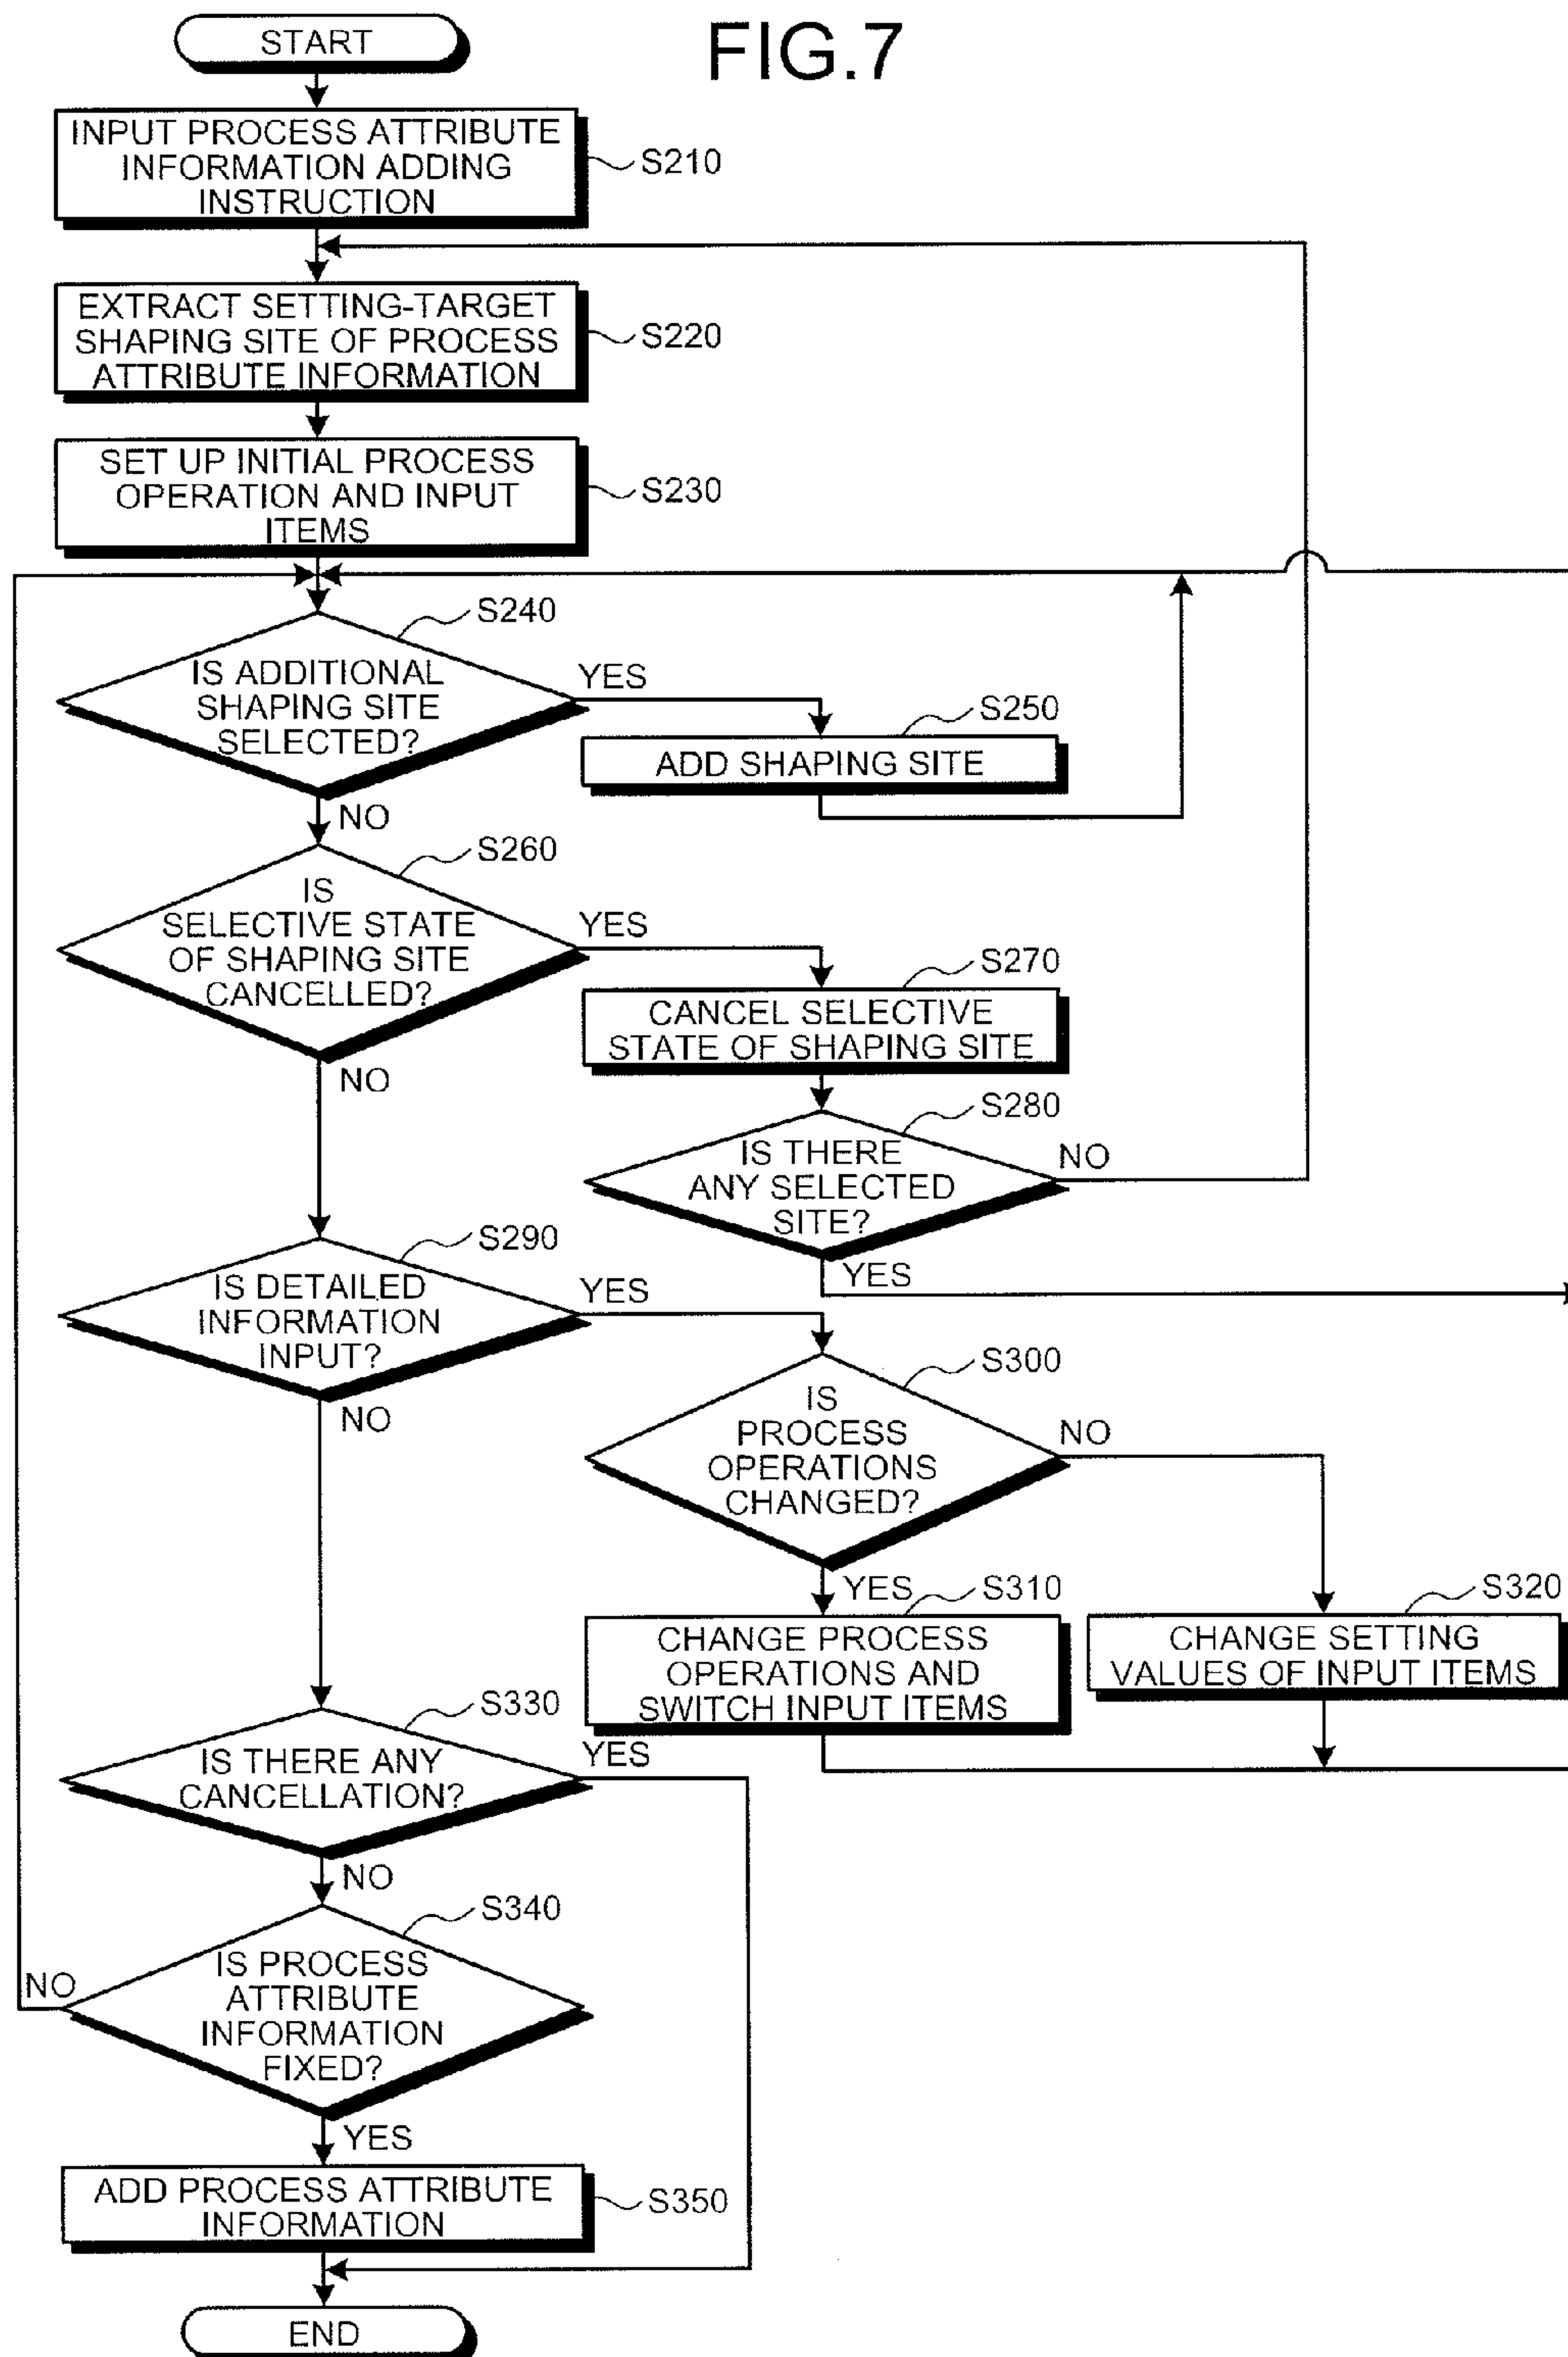 FIG.7
START
INPUT PROCESS ATTRIBUTE
INFORMATION ADDING
INSTRUCTION
S210
EXTRACT SETTING-TARGET
SHAPING SITE OF PROCESS
ATTRIBUTE INFORMATION
S220
SET UP INITIAL PROCESS
OPERATION AND INPUT
ITEMS
S230
S240
IS ADDITIONAL
SHAPING SITE
SELECTED?
YES
NO
S250
ADD SHAPING SITE
S260
IS
SELECTIVE STATE
OF SHAPING SITE
CANCELLED?
YES
NO
S270
CANCEL SELECTIVE
STATE OF SHAPING SITE
S280
IS THERE
ANY SELECTED
SITE?
NO
YES
S290
IS DETAILED
INFORMATION
INPUT?
YES
NO
S300
IS
PROCESS
OPERATIONS
CHANGED?
NO
YES
S310
CHANGE PROCESS
OPERATIONS AND
SWITCH INPUT ITEMS
S320
CHANGE SETTING
VALUES OF INPUT ITEMS
S330
IS THERE ANY
CANCELLATION?
YES
NO
S340
IS PROCESS
ATTRIBUTE
INFORMATION
FIXED?
NO
YES
ADD PROCESS ATTRIBUTE
INFORMATION
S350
END